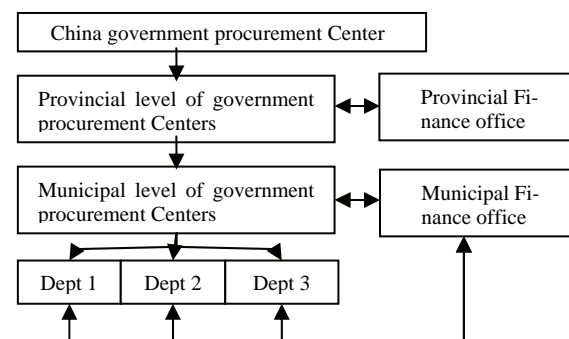 China government procurement Center
Provincial level of government
procurement Centers
Provincial Fi-
nance office
Municipal level of government
procurement Centers
Municipal Fi-
nance office
Dept 1
Dept 2
Dept 3